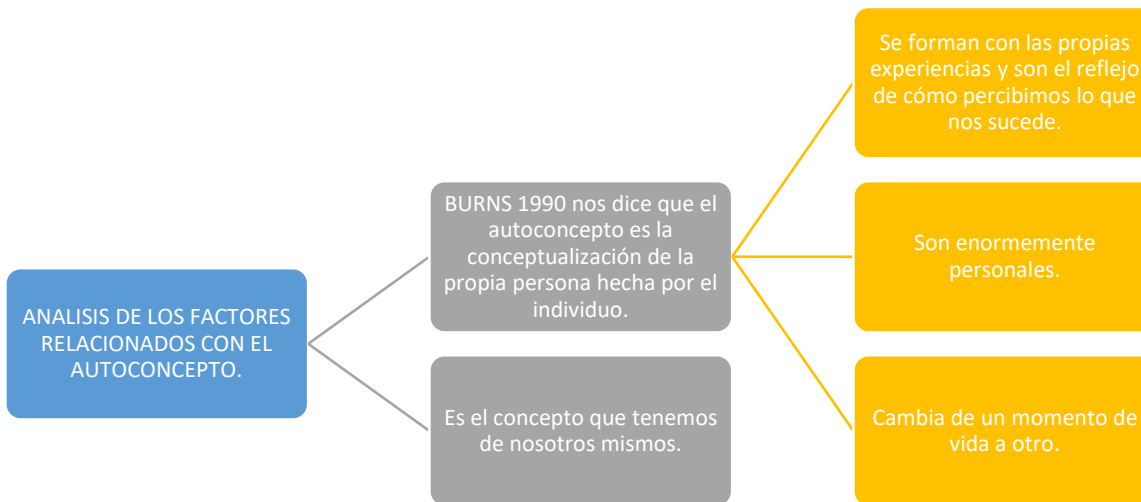 ANALISIS DE LOS FACTORES
RELACIONADOS CON EL
AUTOCONCEPTO.
BURNS 1990 nos dice que el
autoconcepto es la
conceptualización de la
propia persona hecha por el
individuo.
Es el concepto que tenemos
de nosotros mismos.
Se forman con las propias
experiencias y son el reflejo
de cómo percibimos lo que
nos sucede.
Son enormemente
personales.
Cambia de un momento de
vida a otro.